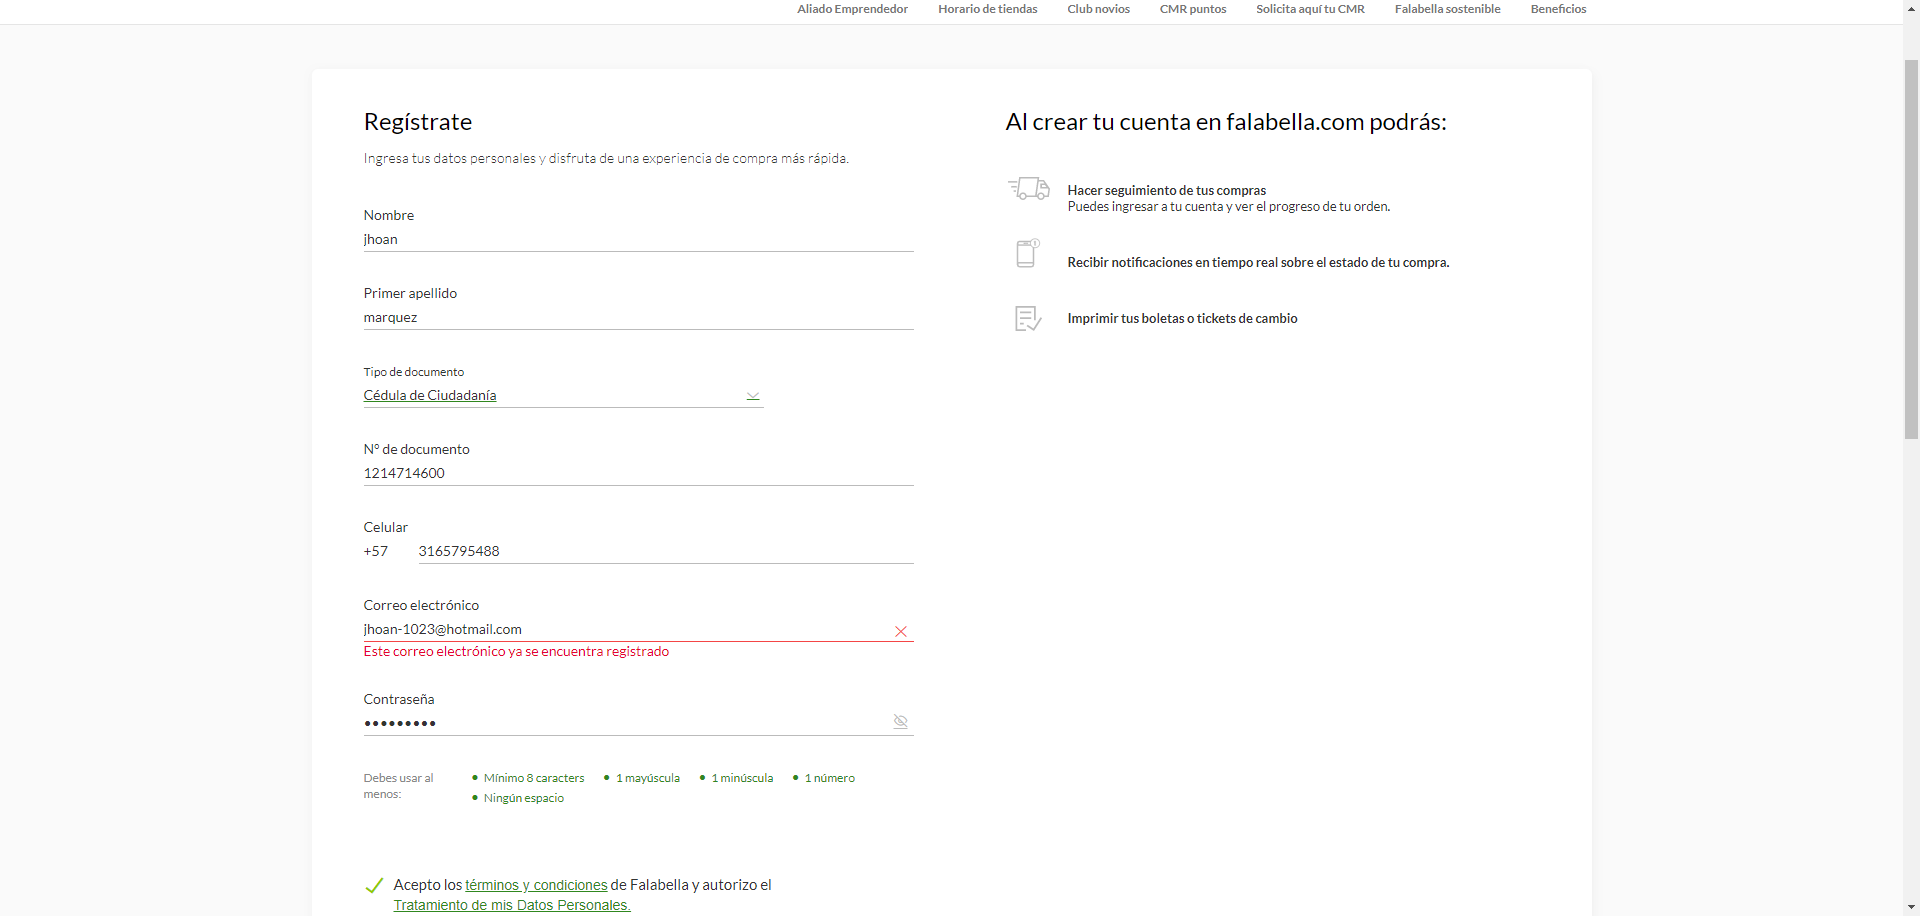 Aliado Emprendedor Horario de tiendas Club novios CMR puntos Solicita aquí tu CMR Falabella sostenible Beneficios
Regístrate
Ingresa tus datos personales y disfruta de una experiencia de compra más rápida.
Nombre
jhoan
Primer apellido
marquez
Tipo de documento
Cédula de Ciudadanía
N° de documento
1214714600
Celular
+57 3165795488
Correo electrónico
jhoan-1023@hotmail.com
Este correo electrónico ya se encuentra registrado
Contraseña
•••••••••
Debes usar al
menos:
• Mínimo 8 caracters • 1 mayúscula • 1 minúscula • 1 número
• Ningún espacio
Acepto los términos y condiciones de Falabella y autorizo el
Tratamiento de mis Datos Personales.
Al crear tu cuenta en falabella.com podrás:
Hacer seguimiento de tus compras
Puedes ingresar a tu cuenta y ver el progreso de tu orden.
Recibir notificaciones en tiempo real sobre el estado de tu compra.
Imprimir tus boletas o tickets de cambio